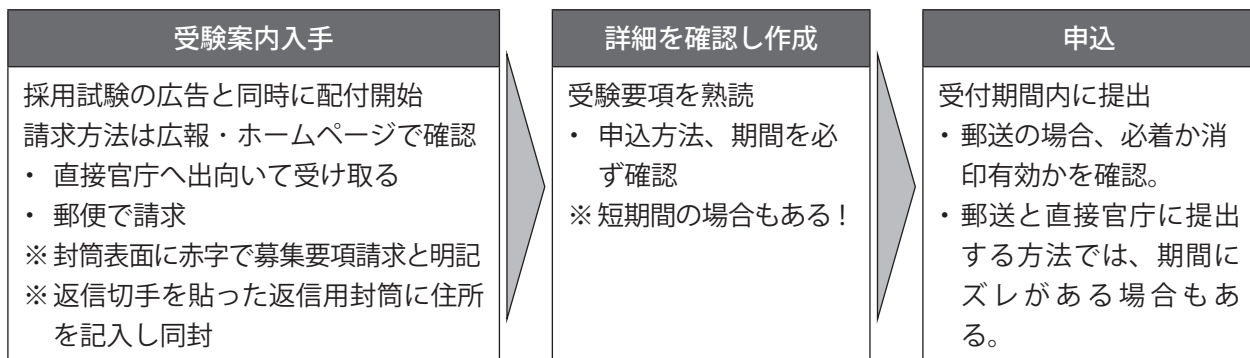 受験案内入手
採用試験の広告と同時に配付開始
請求方法は広報・ホームページで確認
・ 直接官庁へ出向いて受け取る
・ 郵便で請求
※封筒表面に赤字で募集要項請求と明記
※返信切手を貼った返信用封筒に住所
を記入し同封
詳細を確認し作成
受験要項を熟読
・ 申込方法、期間を必
ず確認
※短期間の場合もある！
申込
受付期間内に提出
・郵送の場合、必着か消
印有効かを確認。
・郵送と直接官庁に提出
する方法では、期間に
ズレがある場合もあ
る。